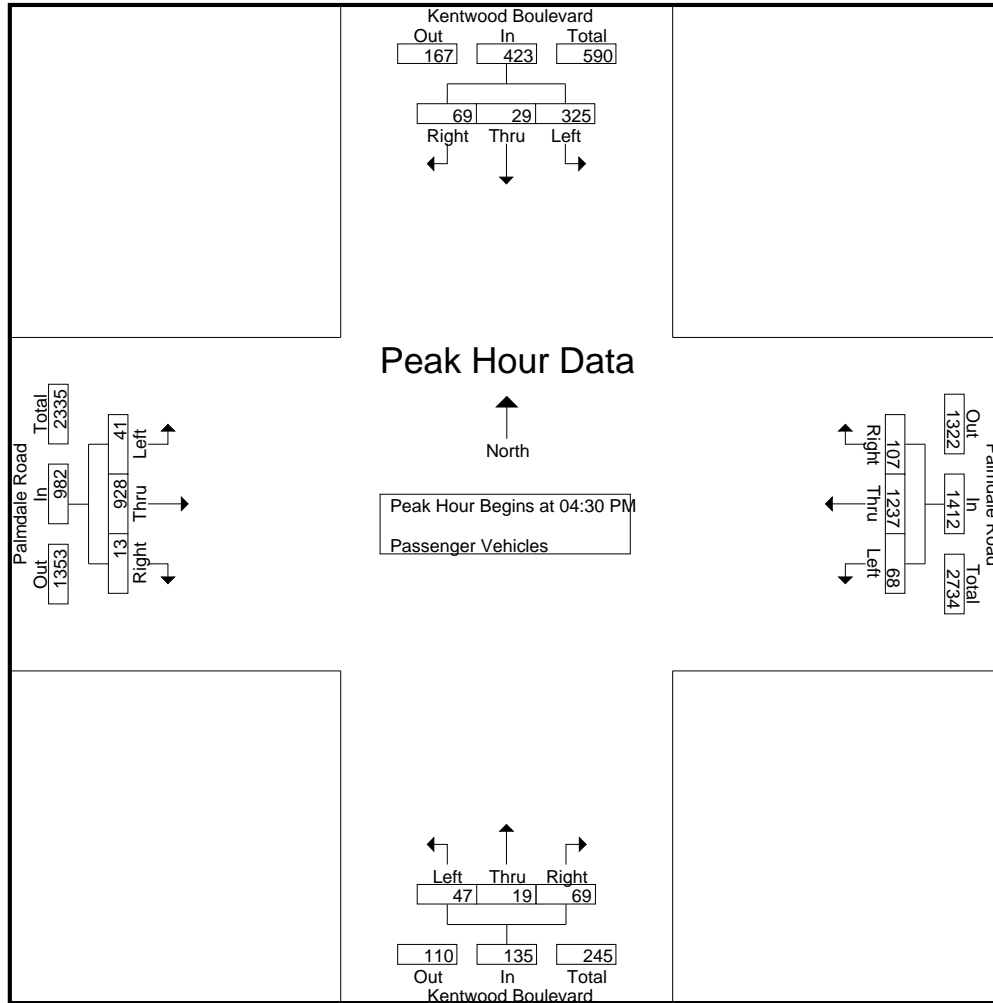 Kentwood Boulevard
Out In Total
167 423 590
69 29 325
Right Thru Left
Peak Hour Data
North
Peak Hour Begins at 04:30 PM
Passenger Vehicles
Palmdale Road
Total In Out
2335 982 1353
41 928 13
Left Thru Right
Palmdale Road
Out In Total
1322 1412 2734
107 1237 68
Right Thru Left
Left Thru Right
47 19 69
110 135 245
Out In Total
Kentwood Boulevard